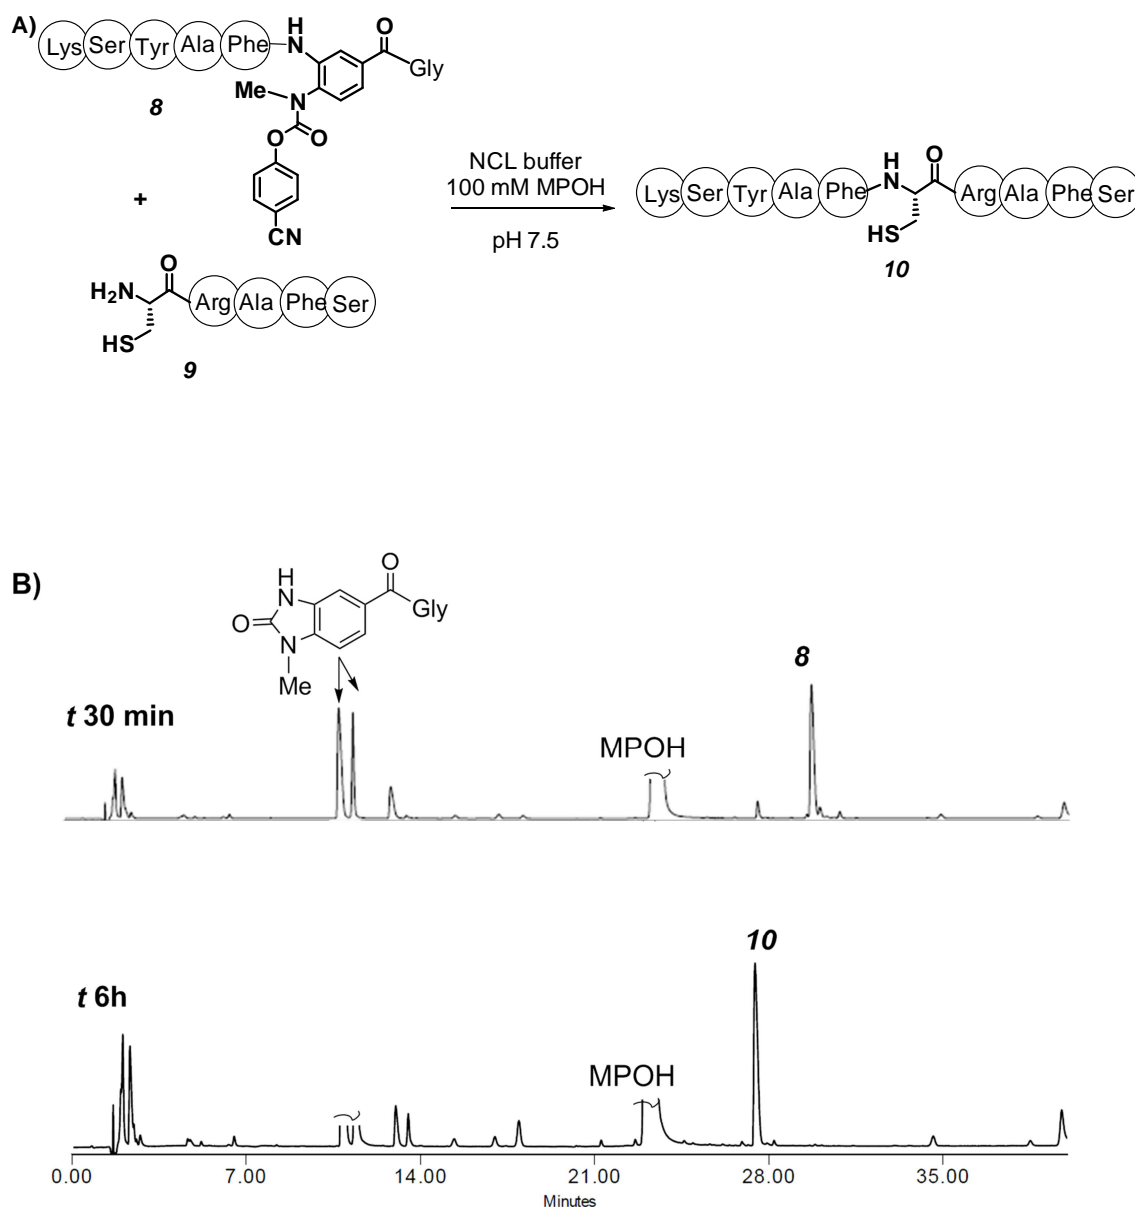 A)
Lys Ser Tyr Ala Phe H N O Gly
8
Me N O O
CN
+
H2N O Arg Ala Phe Ser
HS
9
NCL buffer
100 mM MPOH
pH 7.5
Lys Ser Tyr Ala Phe H N O Arg Ala Phe Ser
HS
10
B)
H N O Gly
O N
Me
8
t 30 min
MPOH
10
t 6h
MPOH
0.00 7.00 14.00 21.00 28.00 35.00
Minutes